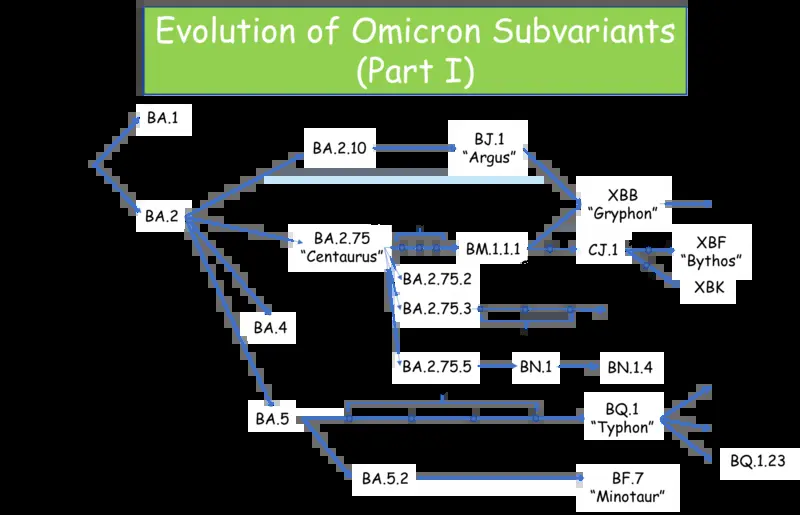 Evolution of Omicron Subvariants
(Part I)
BA.1
BA.2.10
BJ.1
"Argus"
BA.2
XBB
"Gryphon"
BA.2.75
"Centaurus"
BM.1.1.1
CJ.1
XBF
"Bythos"
BA.2.75.2
XBK
BA.2.75.3
BA.4
BA.2.75.5
BN.1
BN.1.4
BA.5
BQ.1
"Typhon"
BQ.1.23
BA.5.2
BF.7
"Minotaur"